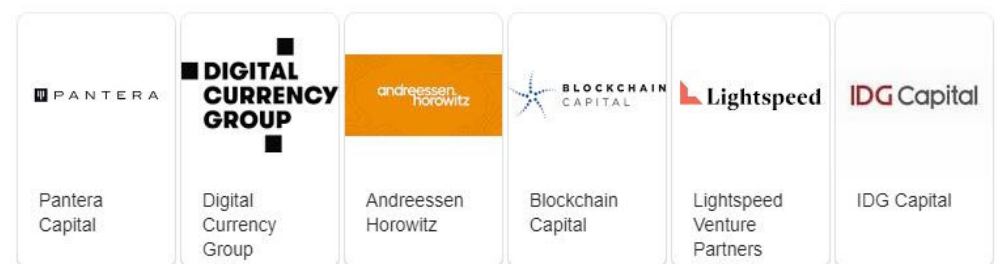 PANTERA
DIGITAL
CURRENCY
GROUP
andreessen.
horowitz
BLOCKCHAIN
CAPITAL
Lightspeed
IDG Capital
Pantera
Capital
Digital
Currency
Group
Andreessen
Horowitz
Blockchain
Capital
Lightspeed
Venture
Partners
IDG Capital